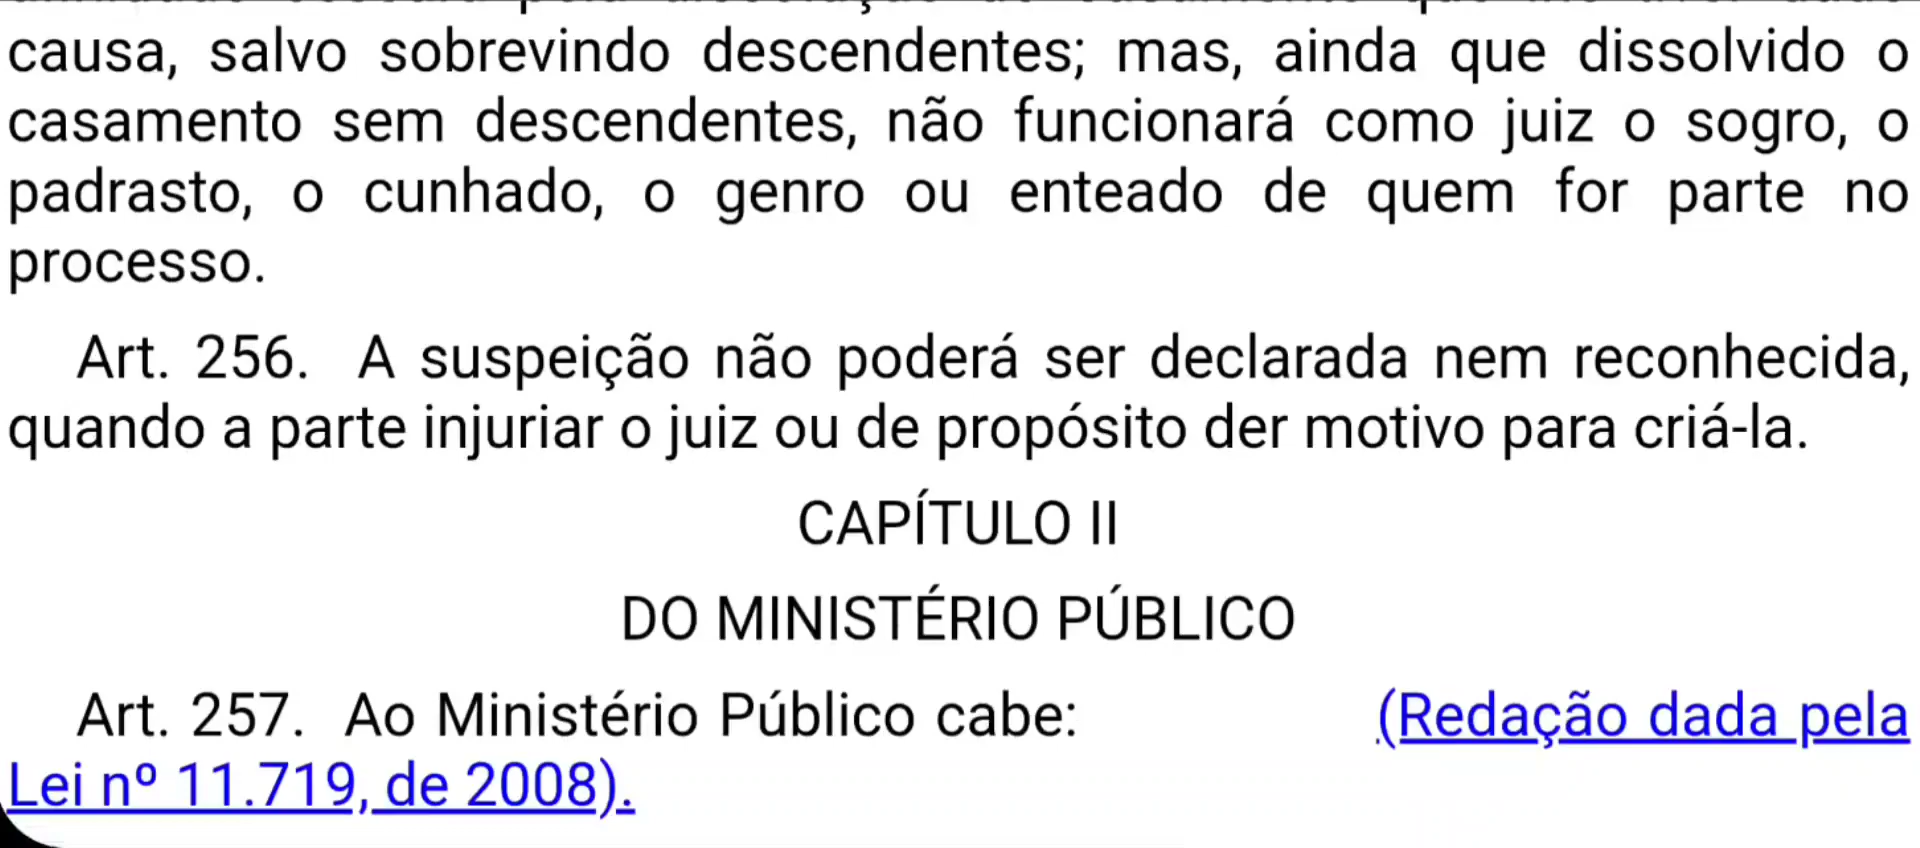 causa, salvo sobrevindo descendentes; mas, ainda que dissolvido o
casamento sem descendentes, não funcionará como juiz o sogro, o
padrasto, o cunhado, o genro ou enteado de quem for parte no
processo.
Art. 256. A suspeição não poderá ser declarada nem reconhecida,
quando a parte injuriar o juiz ou de propósito der motivo para criá-la.
CAPÍTULO II
DO MINISTÉRIO PÚBLICO
Art. 257. Ao Ministério Público cabe: (Redação dada pela
Lei nº 11.719, de 2008).